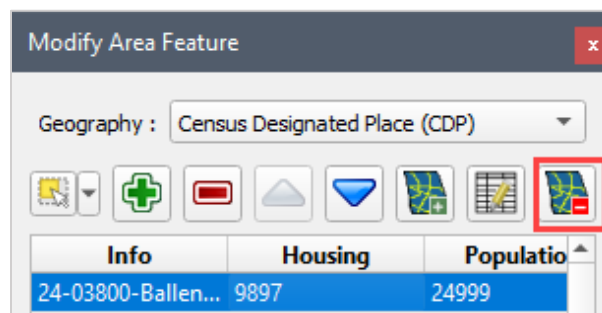 Modify Area Feature x
Geography : Census Designated Place (CDP)
Info Housing Populatio
24-03800-Ballen... 9897 24999